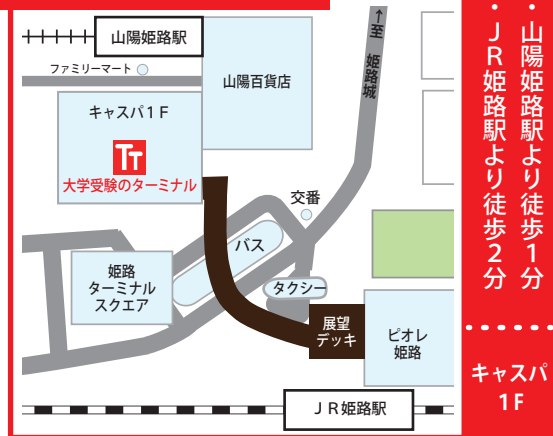 山陽姫路駅
ファミリーマート
キャスパ1F
TT
大学受験のターミナル
山陽百貨店
↑至 姫路城
交番
バス
タクシー
姫路
ターミナル
スクエア
展望
デッキ
ピオレ
姫路
JR姫路駅
・山陽姫路駅より徒歩1分
・JR姫路駅より徒歩2分
キャスパ
1F